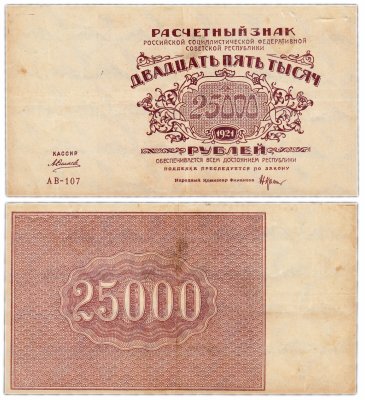 РАСЧЕТНЫЙ ЗНАК
РОССИЙСКОЙ СОЦИАЛИСТИЧЕСКОЙ ФЕДЕРАТИВНОЙ
СОВЕТСКОЙ РЕСПУБЛИКИ
ДВАДЦАТЬ ПЯТЬ ТЫСЯЧ
25000
1921
РУБЛЕЙ
ОБЕСПЕЧИВАЕТСЯ ВСЕМ ДОСТОЯНИЕМ РЕСПУБЛИКИ
ПОДДЕЛКА ПРЕСЛЕДУЕТСЯ ПО ЗАКОНУ
Народный Комиссар Финансов
КАССИР
АВ-107
25000